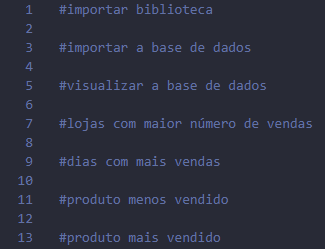 1 #importar biblioteca
2
3 #importar a base de dados
4
5 #visualizar a base de dados
6
7 #lojas com maior número de vendas
8
9 #dias com mais vendas
10
11 #produto menos vendido
12
13 #produto mais vendido